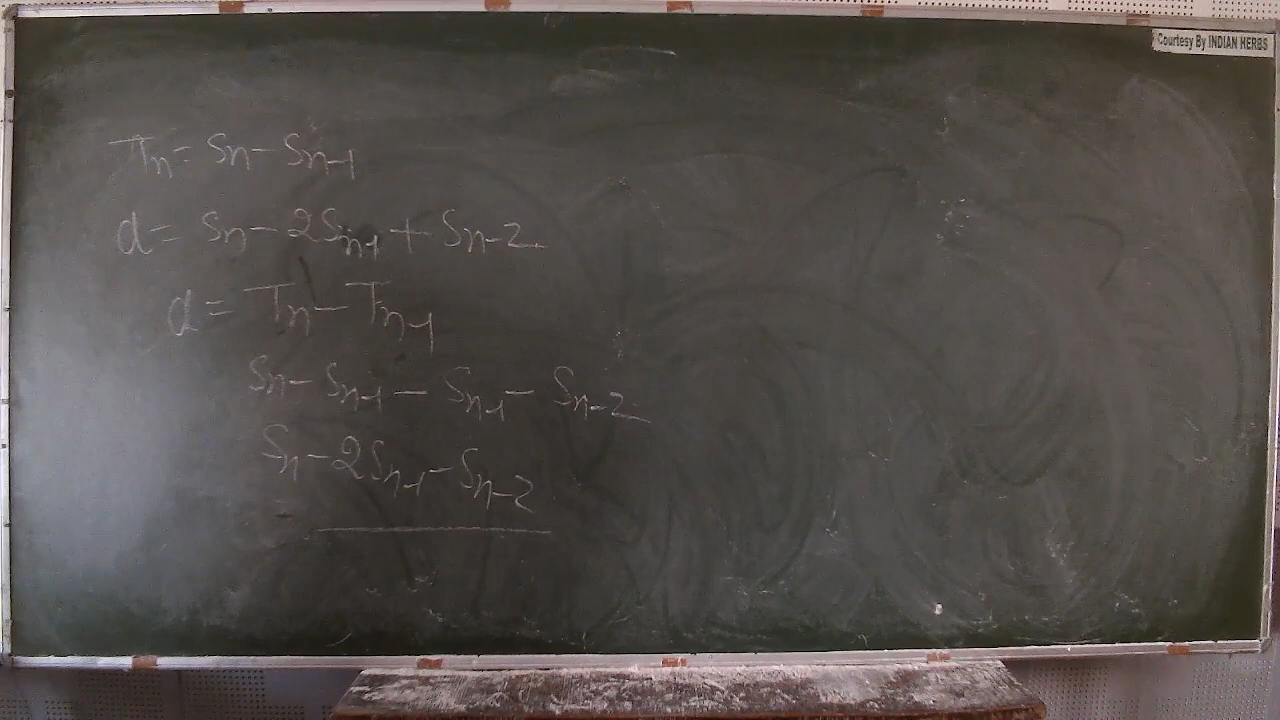 Courtesy By INDIAN HERBS
Tn = Sn - Sn-1
d = Sn - 2Sn-1 + Sn-2
d = Tn - Tn-1
Sn - Sn-1 - Sn-1 - Sn-2
Sn - 2Sn-1 - Sn-2